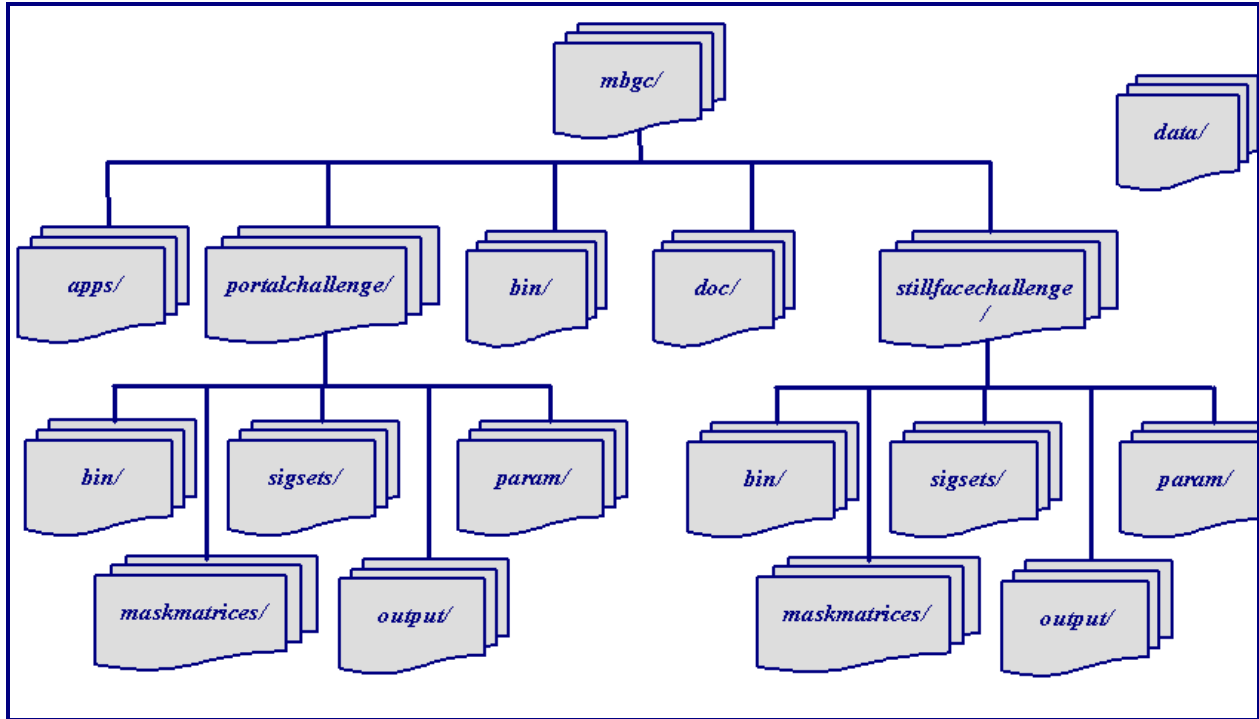 mbgc/
data/
apps/
portalchallenge/
bin/
doc/
stillfacechallenge
/
bin/
sigsets/
param/
bin/
sigsets/
param/
maskmatrices/
output/
maskmatrices/
output/